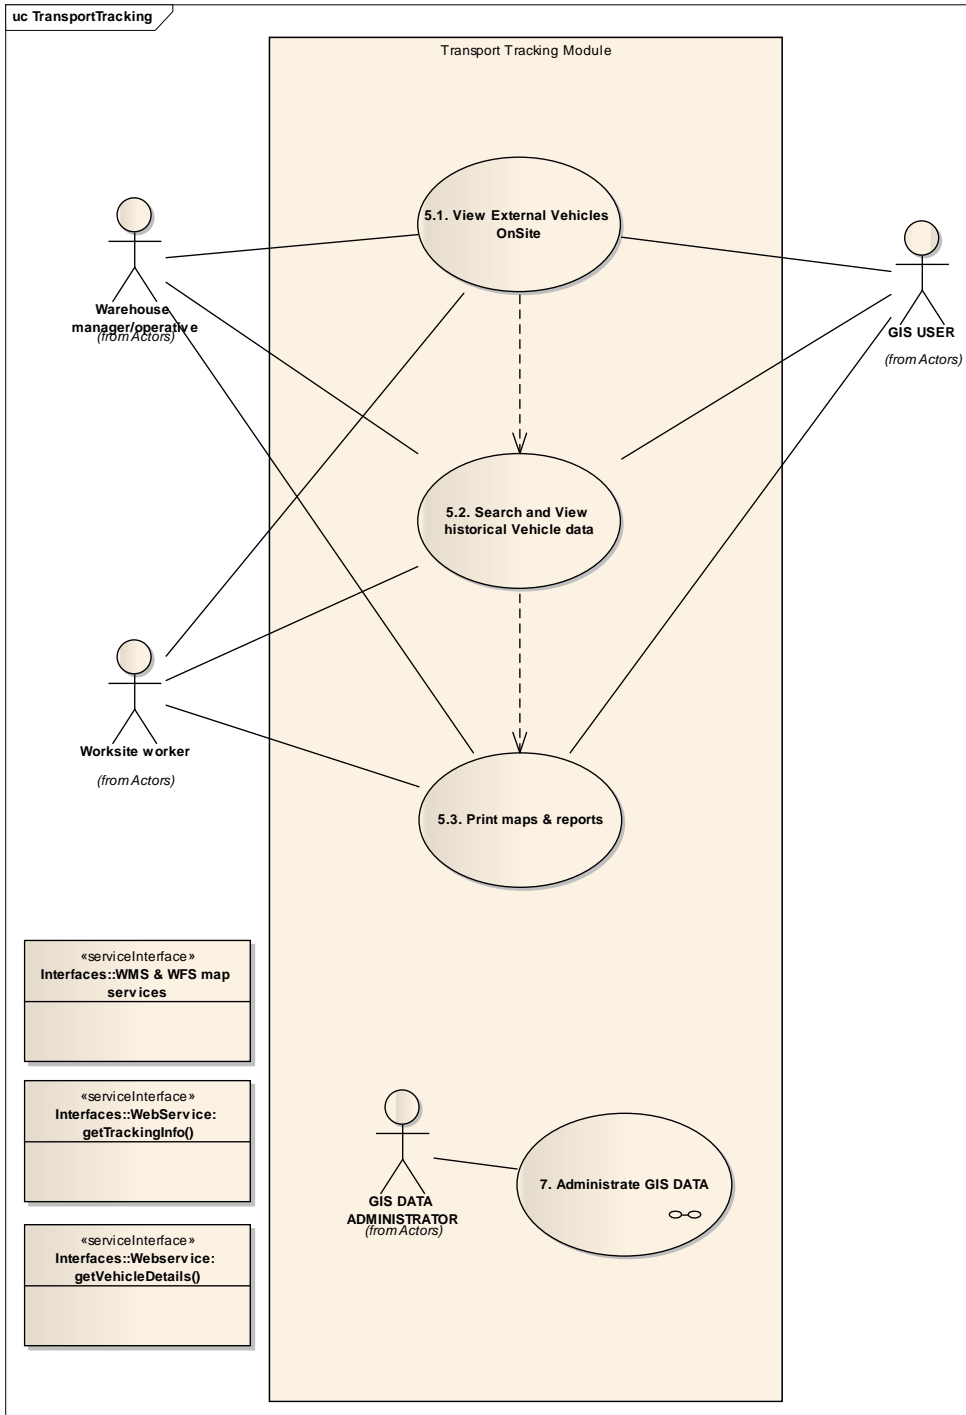 uc TransportTracking
Transport Tracking Module
5.1. View External Vehicles
OnSite
Warehouse
manager/operative
(from Actors)
GIS USER
(from Actors)
5.2. Search and View
historical Vehicle data
Worksite worker
(from Actors)
5.3. Print maps & reports
«serviceInterface»
Interfaces::WMS & WFS map
services
«serviceInterface»
Interfaces::WebService:
getTrackingInfo()
GIS DATA
ADMINISTRATOR
(from Actors)
7. Administrate GIS DATA
«serviceInterface»
Interfaces::Webservice:
getVehicleDetails()